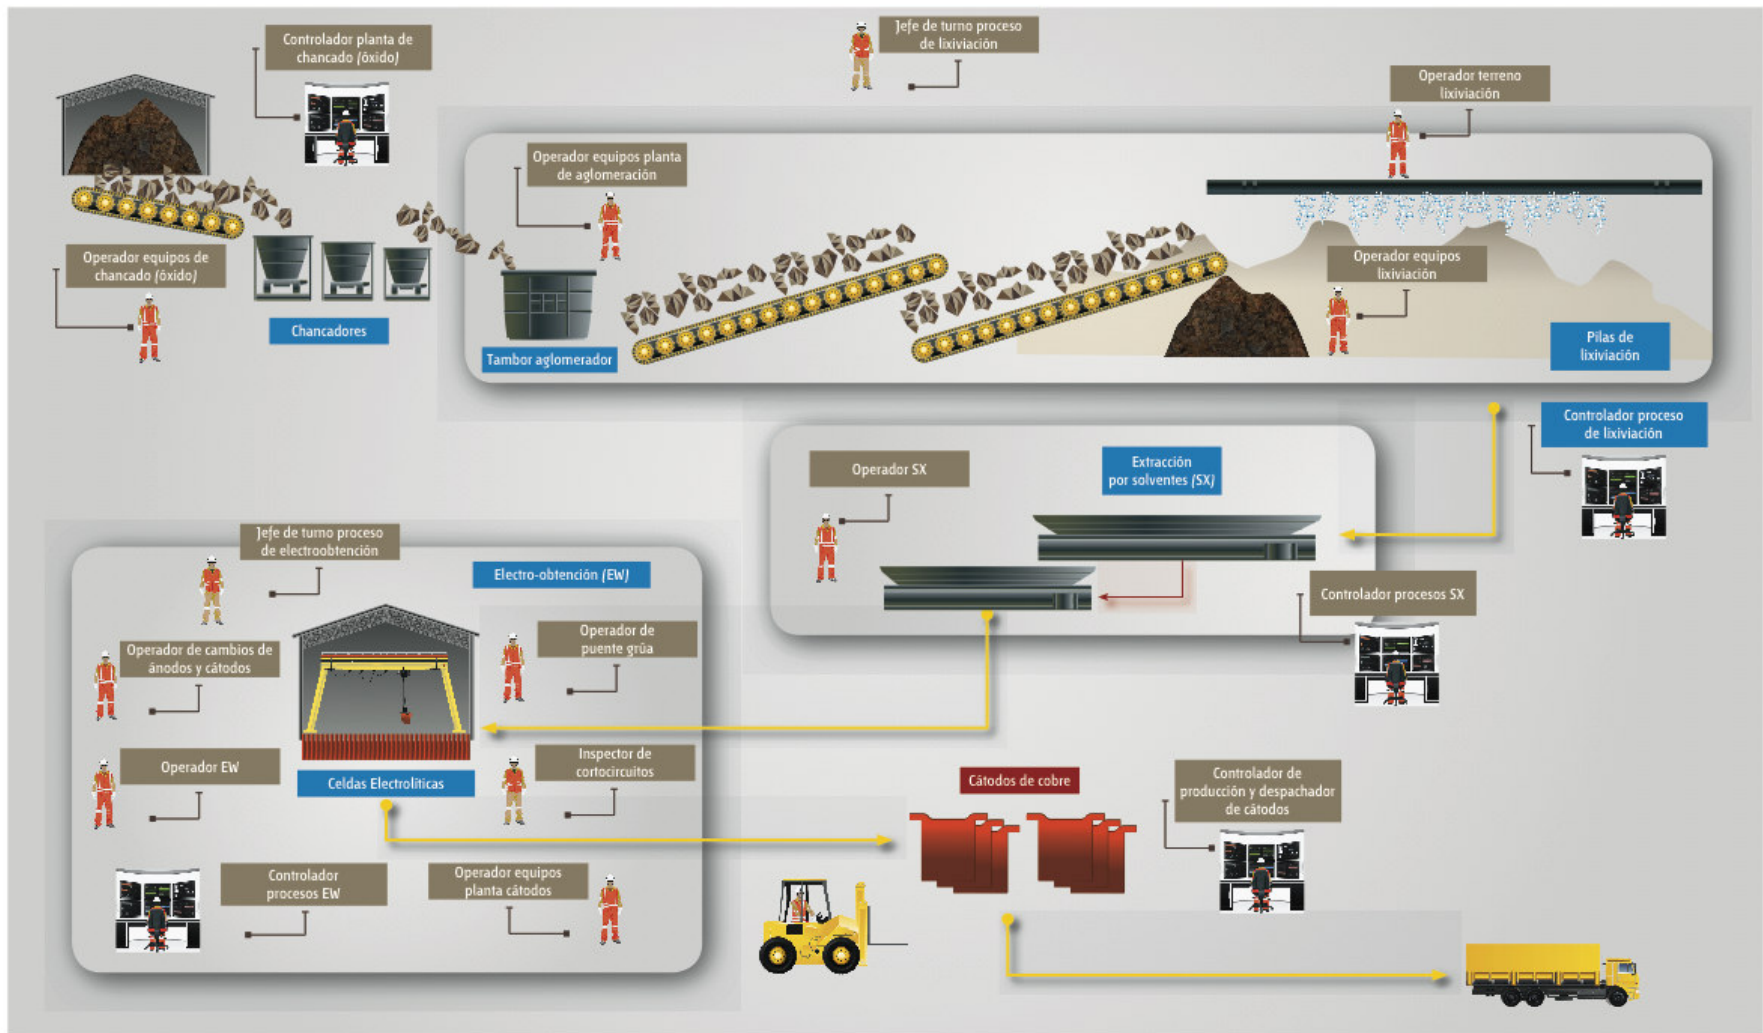 Controlador planta de
chancado (óxido)
Jefe de turno proceso
de lixiviación
Operador terreno
lixiviación
Operador equipos planta
de aglomeración
Operador equipos de
chancado (óxido)
Operador equipos
lixiviación
Chancadores
Tambor aglomerador
Pilas de
lixiviación
Controlador proceso
de lixiviación
Operador SX
Extracción
por solventes (SX)
Jefe de turno proceso
de electroobtención
Electro-obtención (EW)
Controlador procesos SX
Operador de cambios de
ánodos y cátodos
Operador de
puente grúa
Operador EW
Celdas Electrolíticas
Inspector de
cortocircuitos
Cátodos de cobre
Controlador de
producción y despachador
de cátodos
Controlador
procesos EW
Operador equipos
planta cátodos